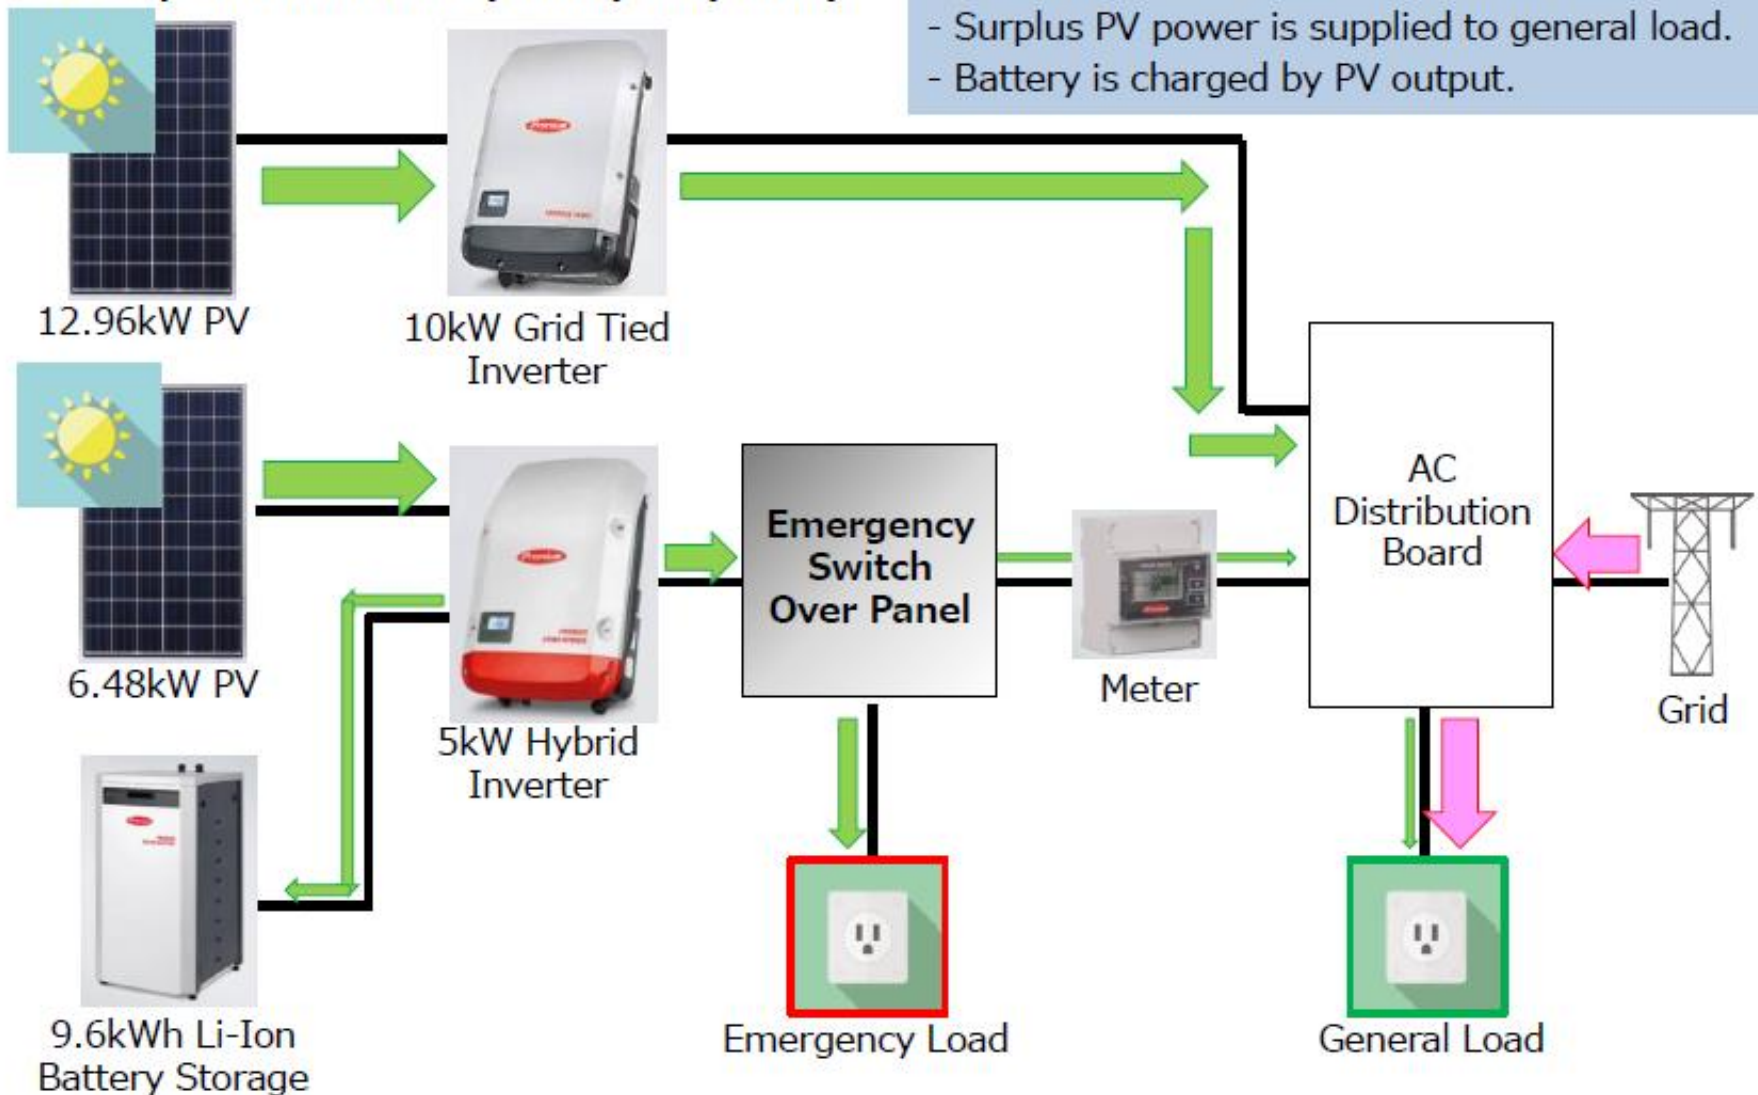 - Surplus PV power is supplied to general load.
- Battery is charged by PV output.
12.96kW PV
10kW Grid Tied
Inverter
6.48kW PV
5kW Hybrid
Inverter
Emergency
Switch
Over Panel
Meter
AC
Distribution
Board
Grid
9.6kWh Li-Ion
Battery Storage
Emergency Load
General Load